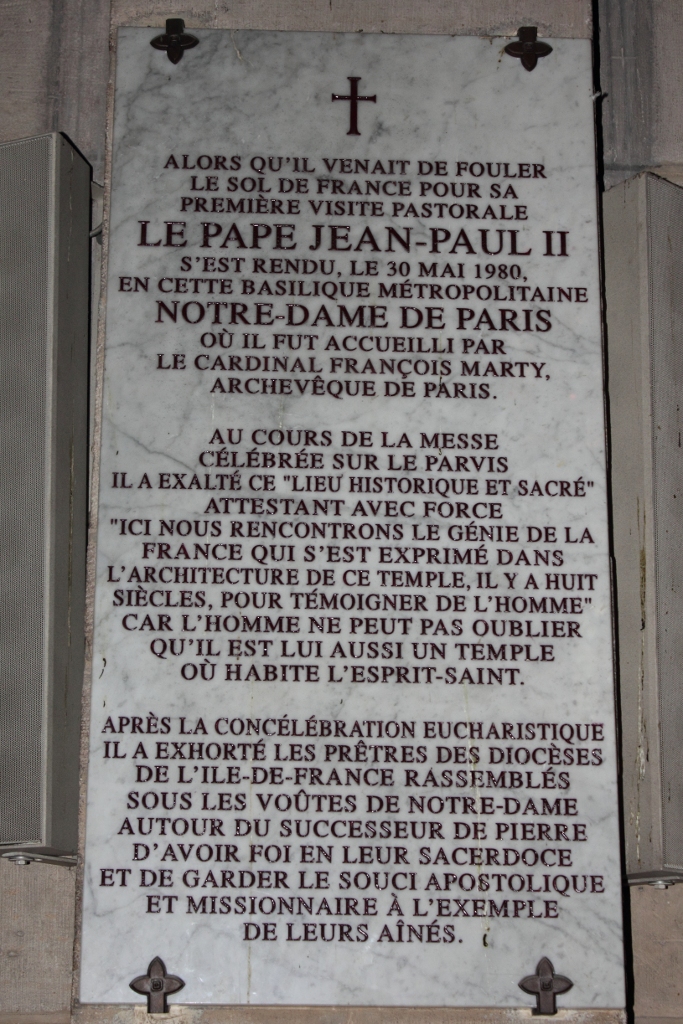 ALORS QU'IL VENAIT DE FOULER
LE SOL DE FRANCE POUR SA
PREMIÈRE VISITE PASTORALE
LE PAPE JEAN-PAUL II
S'EST RENDU, LE 30 MAI 1980,
EN CETTE BASILIQUE MÉTROPOLITAINE
NOTRE-DAME DE PARIS
OÙ IL FUT ACCUEILLI PAR
LE CARDINAL FRANÇOIS MARTY,
ARCHEVÊQUE DE PARIS.
AU COURS DE LA MESSE
CÉLÉBRÉE SUR LE PARVIS
IL A EXALTÉ CE "LIEU HISTORIQUE ET SACRÉ"
ATTESTANT AVEC FORCE
"ICI NOUS RENCONTRONS LE GÉNIE DE LA
FRANCE QUI S'EST EXPRIMÉ DANS
L'ARCHITECTURE DE CE TEMPLE, IL Y A HUIT
SIÈCLES, POUR TÉMOIGNER DE L'HOMME"
CAR L'HOMME NE PEUT PAS OUBLIER
QU'IL EST LUI AUSSI UN TEMPLE
OÙ HABITE L'ESPRIT-SAINT.
APRÈS LA CONCÉLÉBRATION EUCHARISTIQUE
IL A EXHORTÉ LES PRÊTRES DES DIOCÈSES
DE L'ILE-DE-FRANCE RASSEMBLÉS
SOUS LES VOÛTES DE NOTRE-DAME
AUTOUR DU SUCCESSEUR DE PIERRE
D'AVOIR FOI EN LEUR SACERDOCE
ET DE GARDER LE SOUCI APOSTOLIQUE
ET MISSIONNAIRE À L'EXEMPLE
DE LEURS AÎNÉS.